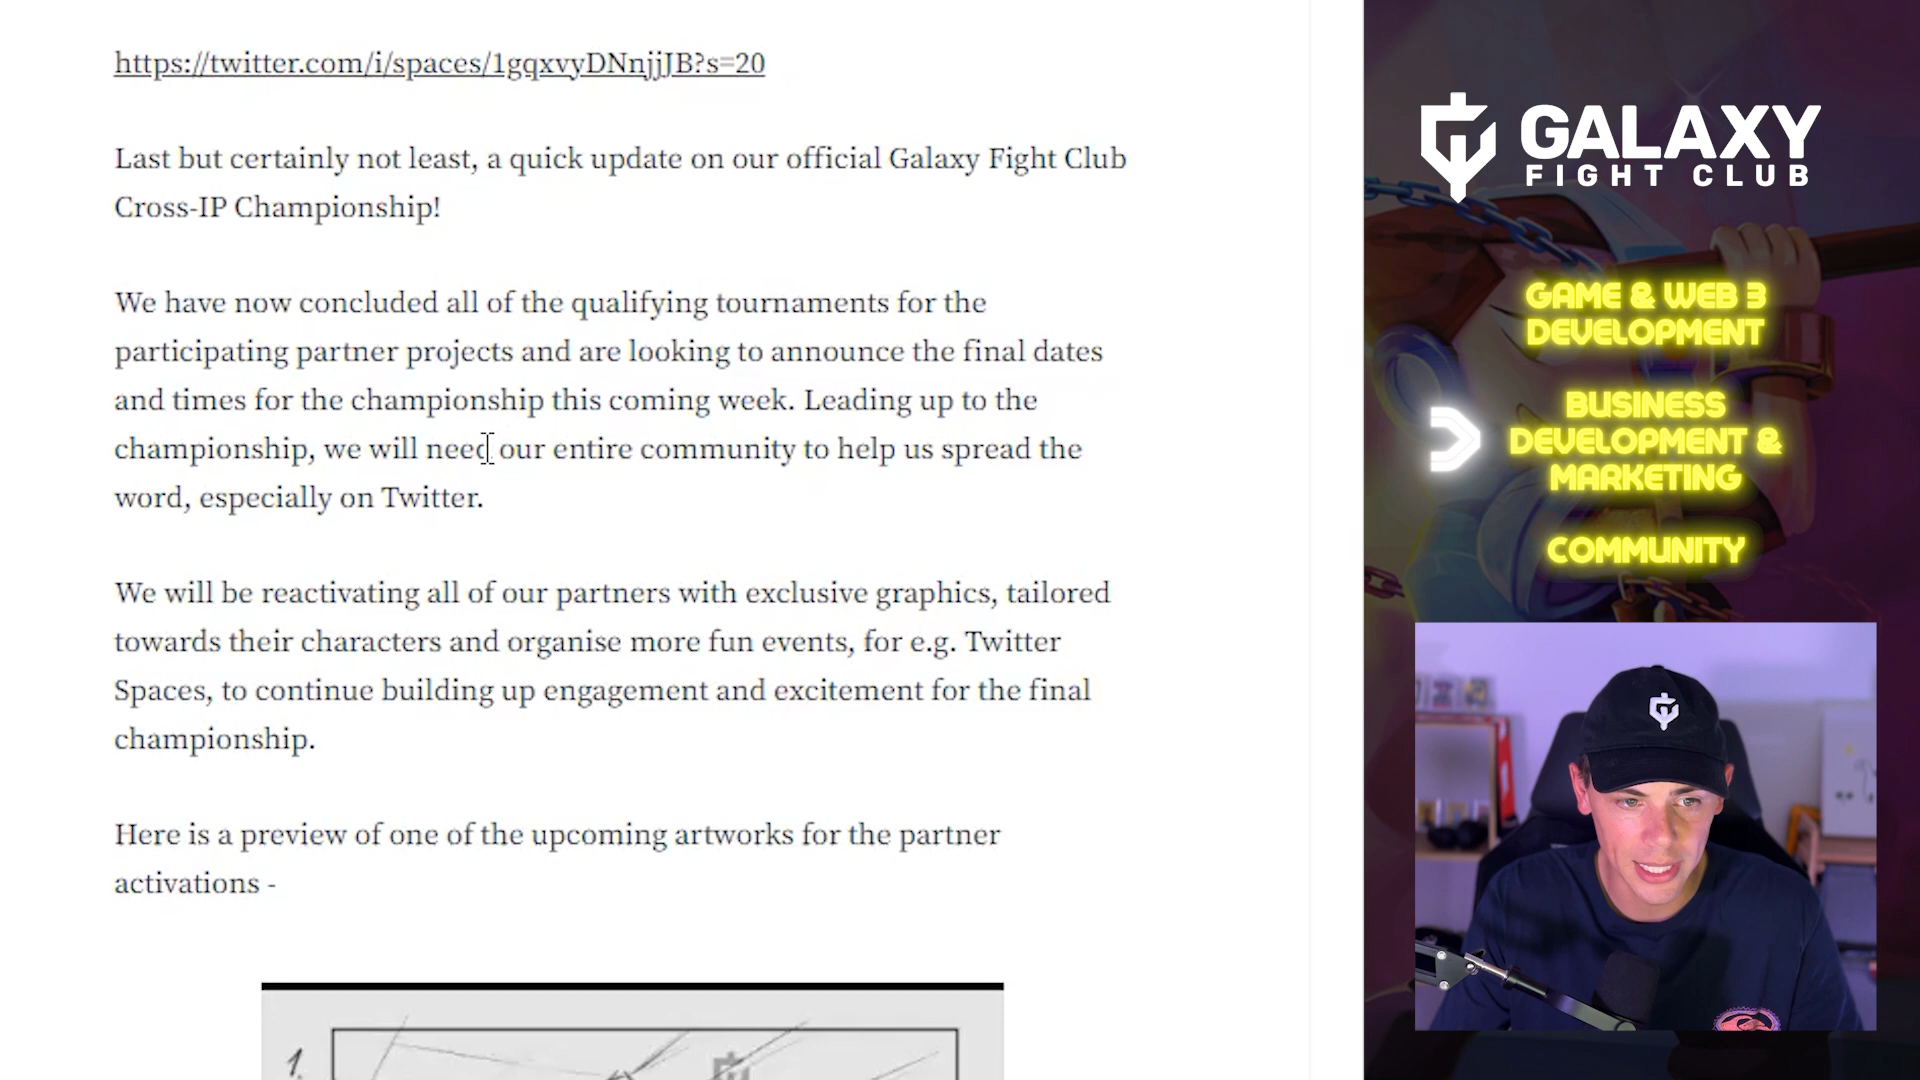 https://twitter.com/i/spaces/1gqxvyDNnjjJB?s=20
Last but certainly not least, a quick update on our official Galaxy Fight Club
Cross-IP Championship!
We have now concluded all of the qualifying tournaments for the
participating partner projects and are looking to announce the final dates
and times for the championship this coming week. Leading up to the
championship, we will need our entire community to help us spread the
word, especially on Twitter.
We will be reactivating all of our partners with exclusive graphics, tailored
towards their characters and organise more fun events, for e.g. Twitter
Spaces, to continue building up engagement and excitement for the final
championship.
Here is a preview of one of the upcoming artworks for the partner
activations -
1.
GALAXY
FIGHT CLUB
GAME & WEB 3
DEVELOPMENT
BUSINESS
DEVELOPMENT &
MARKETING
COMMUNITY